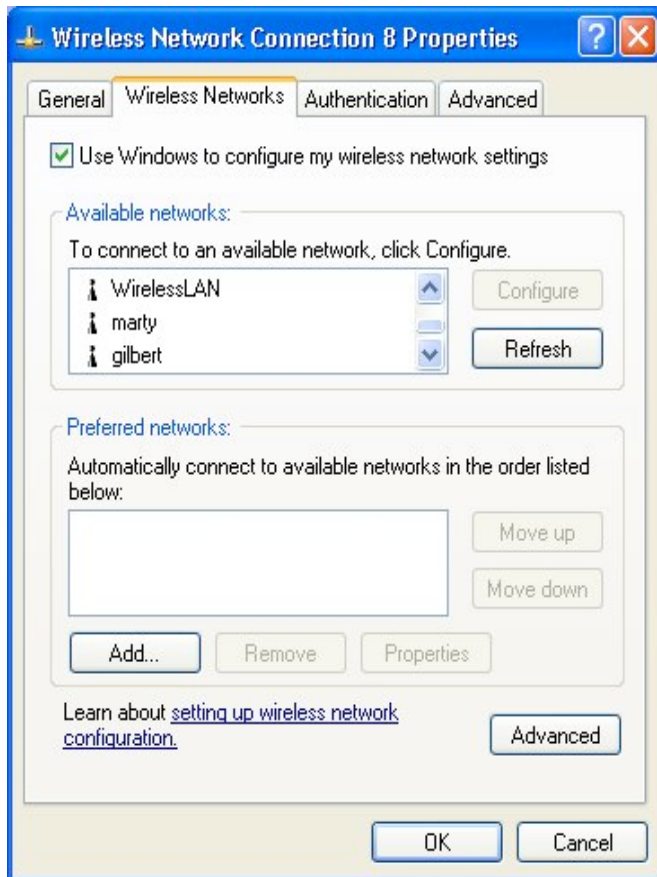 Wireless Network Connection 8 Properties
General Wireless Networks Authentication Advanced
Use Windows to configure my wireless network settings
Available networks:
To connect to an available network, click Configure.
WirelessLAN
marty
gilbert
Configure
Refresh
Preferred networks:
Automatically connect to available networks in the order listed
below:
Move up
Move down
Add... Remove Properties
Learn about setting up wireless network
configuration.
Advanced
OK Cancel